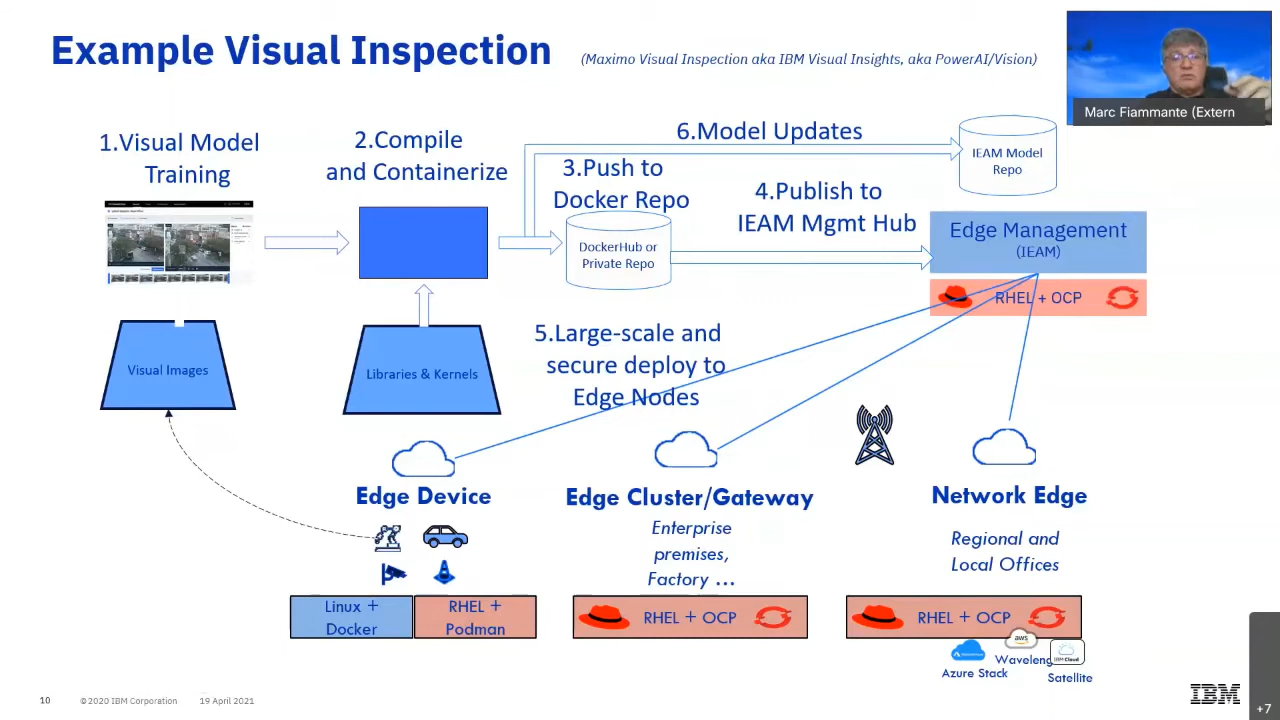 Example Visual Inspection
(Maximo Visual Inspection aka IBM Visual Insights, aka PowerAI/Vision)
Marc Fiammante (Extern
1.Visual Model
Training
2.Compile
and Containerize
6.Model Updates
3.Push to
Docker Repo
4.Publish to
IEAM Mgmt Hub
IEAM Model
Repo
DockerHub or
Private Repo
Edge Management
(IEAM)
RHEL + OCP
Visual Images
Libraries & Kernels
5.Large-scale and
secure deploy to
Edge Nodes
Edge Device
Edge Cluster/Gateway
Enterprise
premises,
Factory ...
Network Edge
Regional and
Local Offices
Linux +
Docker
RHEL +
Podman
RHEL + OCP
RHEL + OCP
aws
Waveleng
Azure Stack
IBM Cloud
Satellite
10
©2020 IBM Corporation
19 April 2021
IBM
+7